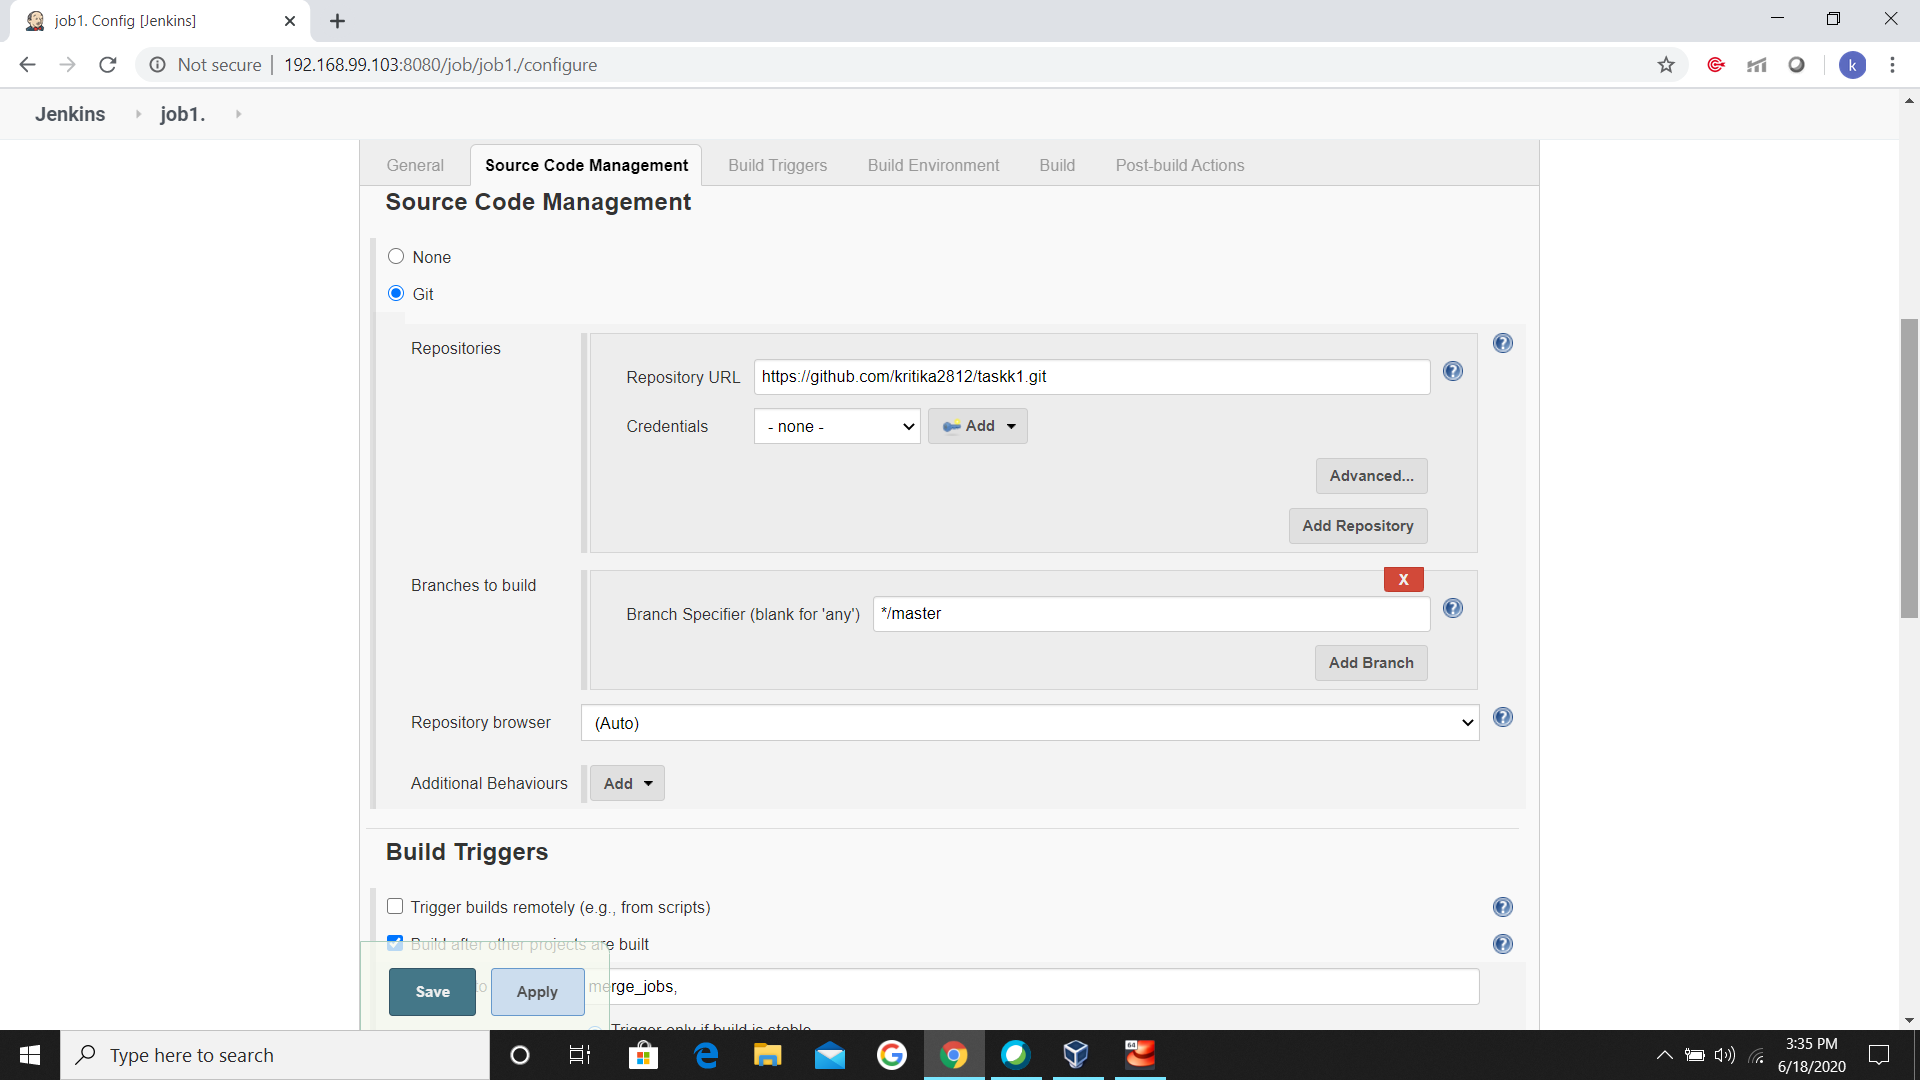 job1. Config [Jenkins]
Not secure | 192.168.99.103:8080/job/job1./configure
k
Jenkins job1.
General Source Code Management Build Triggers Build Environment Build Post-build Actions
Source Code Management
None
Git
Repositories
Repository URL https://github.com/kritika2812/taskk1.git
Credentials - none - Add
Advanced...
Add Repository
Branches to build
X
Branch Specifier (blank for 'any') */master
Add Branch
Repository browser (Auto)
Additional Behaviours Add
Build Triggers
Trigger builds remotely (e.g., from scripts)
Build after other projects are built
Save to Apply merge_jobs,
Trigger only if build is stable
Type here to search
64
3:35 PM
6/18/2020